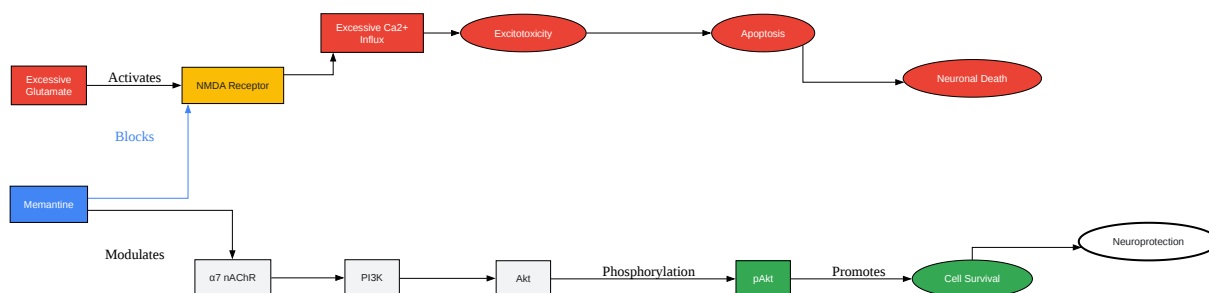 Excessive Ca2+
Influx
Excitotoxicity
Apoptosis
Excessive
Glutamate
Activates
NMDA Receptor
Neuronal Death
Blocks
Memantine
Modulates
Neuroprotection
α7 nAChR
PI3K
Akt
Phosphorylation
pAkt
Promotes
Cell Survival